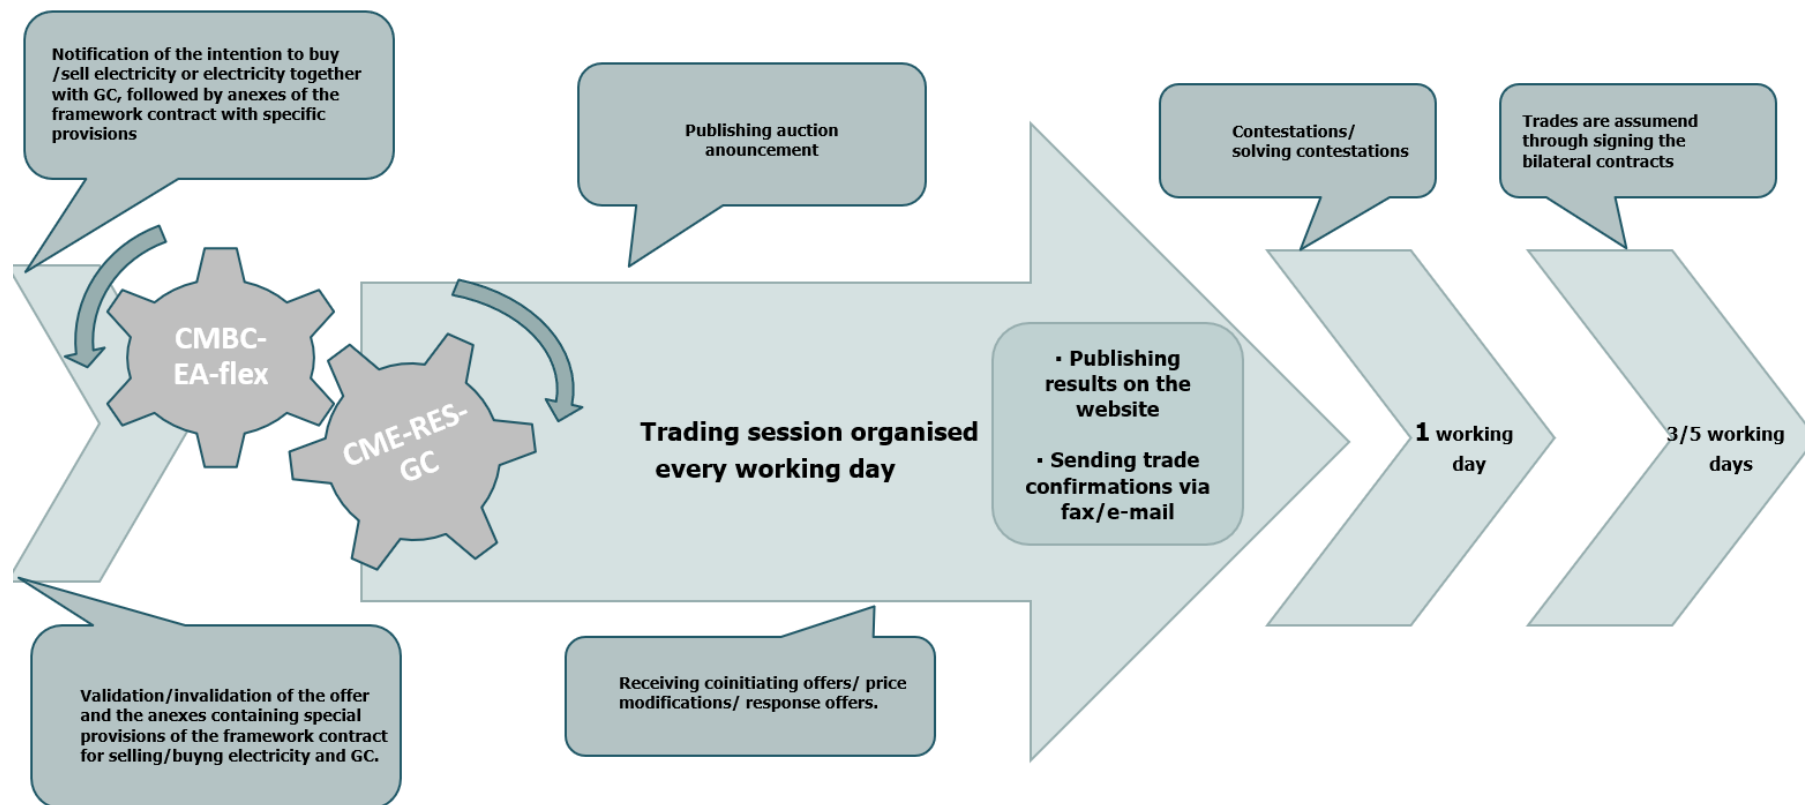 Notification of the intention to buy
/sell electricity or electricity together
with GC, followed by anexes of the
framework contract with specific
provisions
Publishing auction
anouncement
Contestations/
solving contestations
Trades are assumend
through signing the
bilateral contracts
CMBC-
EA-flex
CME-RES-
GC
Trading session organised
every working day
· Publishing
results on the
website
· Sending trade
confirmations via
fax/e-mail
1 working
day
3/5 working
days
Validation/invalidation of the offer
and the anexes containing special
provisions of the framework contract
for selling/buyng electricity and GC.
Receiving coinitiating offers/ price
modifications/ response offers.